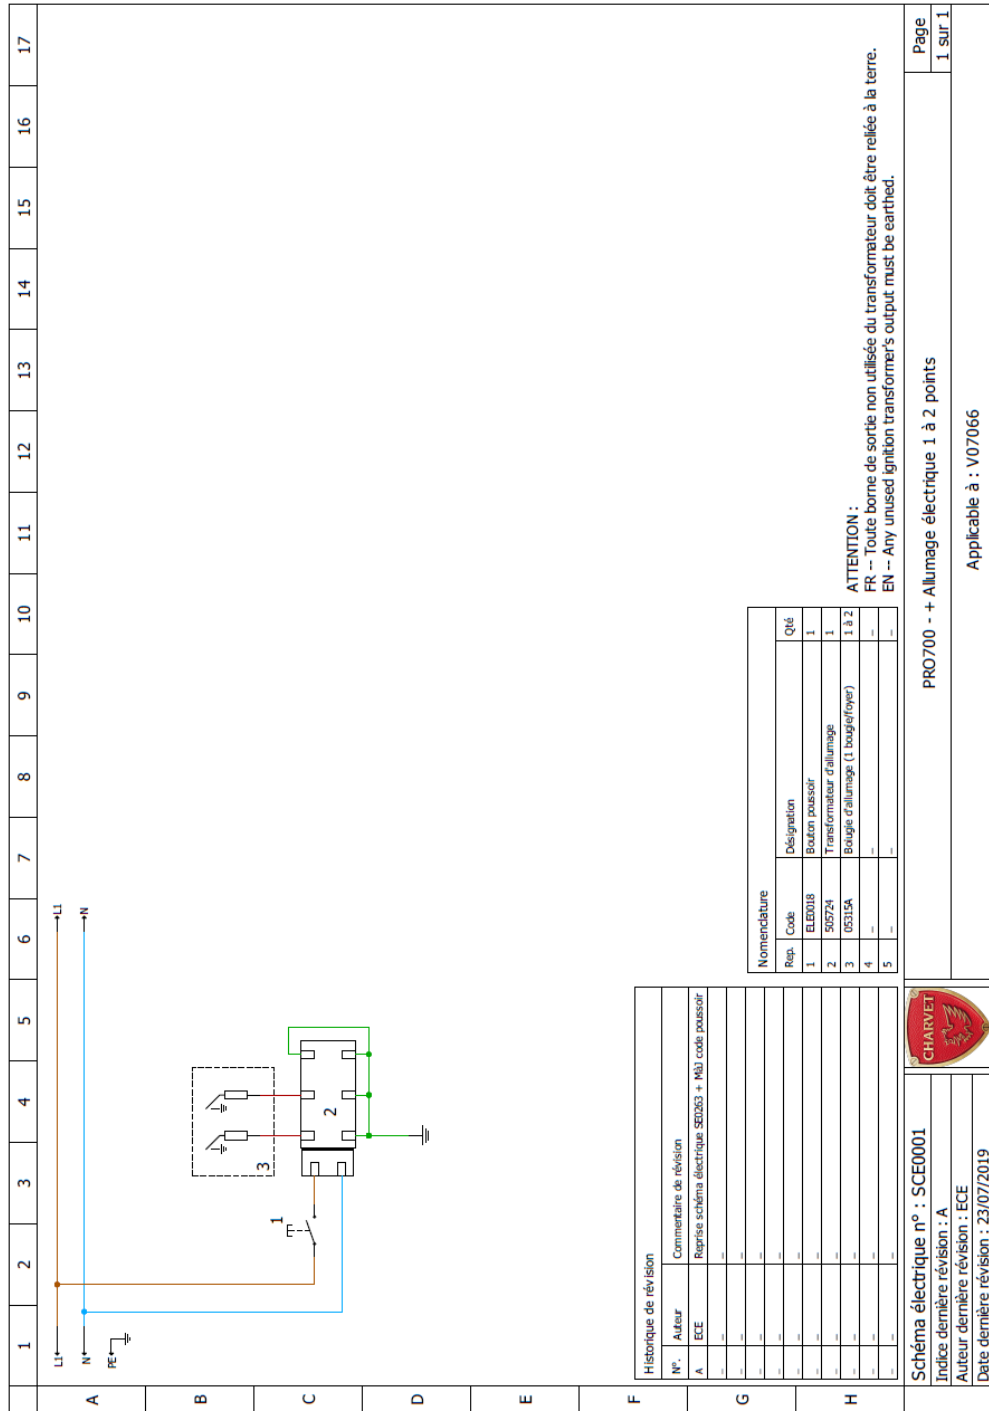 1 2 3 4 5 6 7 8 9 10 11 12 13 14 15 16 17
A
B
C
D
E
F
G
H
L1
N
PE
L1
N
1
2
3
Historique de révision
N°. Auteur Commentaire de révision
A ECE Reprise schéma électrique SE0263 + MàJ code poussoir
– – –
– – –
– – –
– – –
– – –
– – –
– – –
– – –
– – –
Nomenclature
Rep. Code Désignation Qté
1 ELE0018 Bouton poussoir 1
2 505724 Transformateur d'allumage 1
3 05315A Boiugie d'allumage (1 bougie/foyer) 1 à 2
4 – – –
5 – – –
ATTENTION :
FR -- Toute borne de sortie non utilisée du transformateur doit être reliée à la terre.
EN -- Any unused ignition transformer's output must be earthed.
Schéma électrique n° : SCE0001
Indice dernière révision : A
Auteur dernière révision : ECE
Date dernière révision : 23/07/2019
CHARVET
PRO700 - + Allumage électrique 1 à 2 points
Applicable à : V07066
Page
1 sur 1